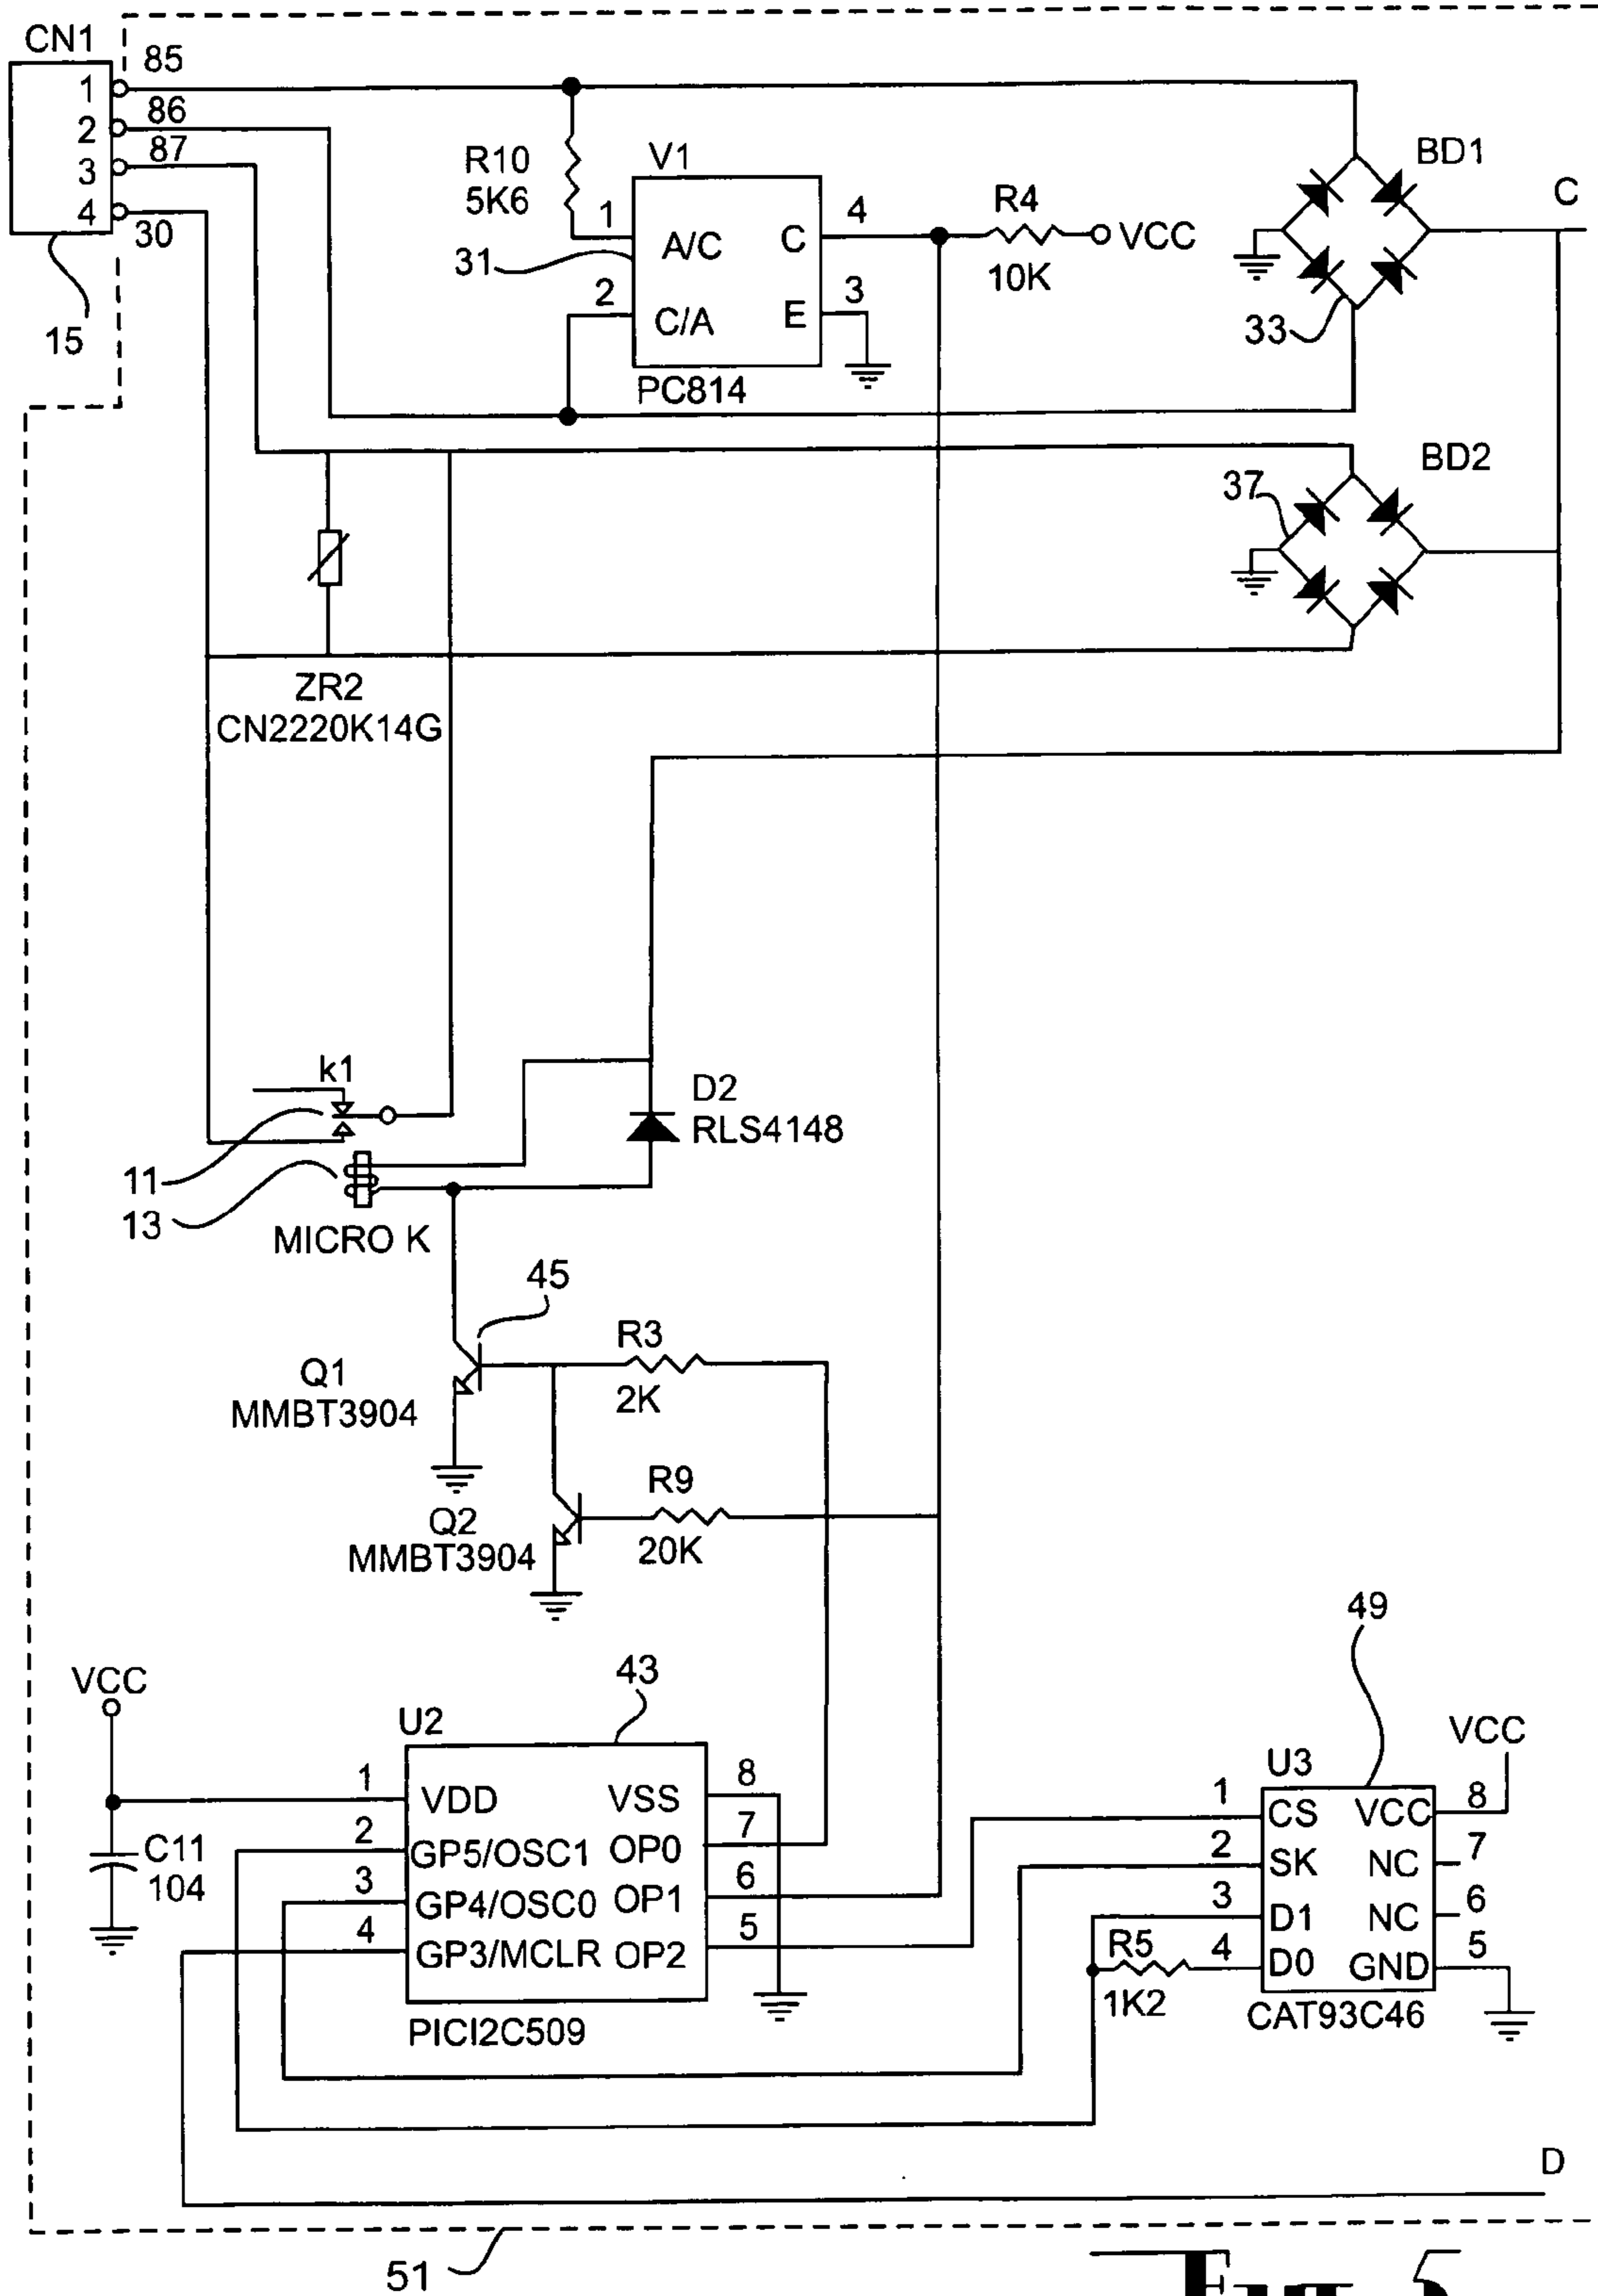 CN1
85
1
86
2
87
3
4
30
15
R10
5K6
V1
1
A/C
C
4
31
2
C/A
E
3
PC814
R4
VCC
10K
BD1
C
33
BD2
37
ZR2
CN2220K14G
k1
11
13
MICRO K
D2
RLS4148
45
Q1
MMBT3904
R3
2K
Q2
MMBT3904
R9
20K
VCC
C11
104
U2
43
1
VDD
VSS
8
2
GP5/OSC1
OP0
7
3
GP4/OSC0
OP1
6
4
GP3/MCLR
OP2
5
PICI2C509
49
U3
VCC
1
CS
VCC
8
2
SK
NC
7
3
D1
NC
6
R5
4
D0
GND
5
1K2
CAT93C46
D
51